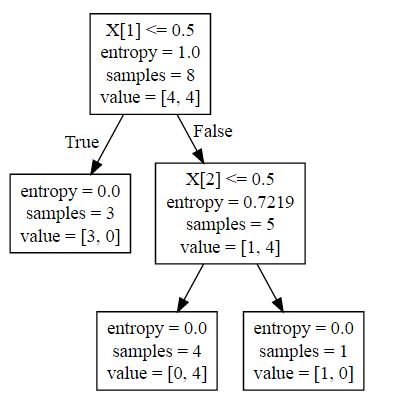 X[1] <= 0.5
entropy = 1.0
samples = 8
value = [4, 4]
True
False
entropy = 0.0
samples = 3
value = [3, 0]
X[2] <= 0.5
entropy = 0.7219
samples = 5
value = [1, 4]
entropy = 0.0
samples = 4
value = [0, 4]
entropy = 0.0
samples = 1
value = [1, 0]